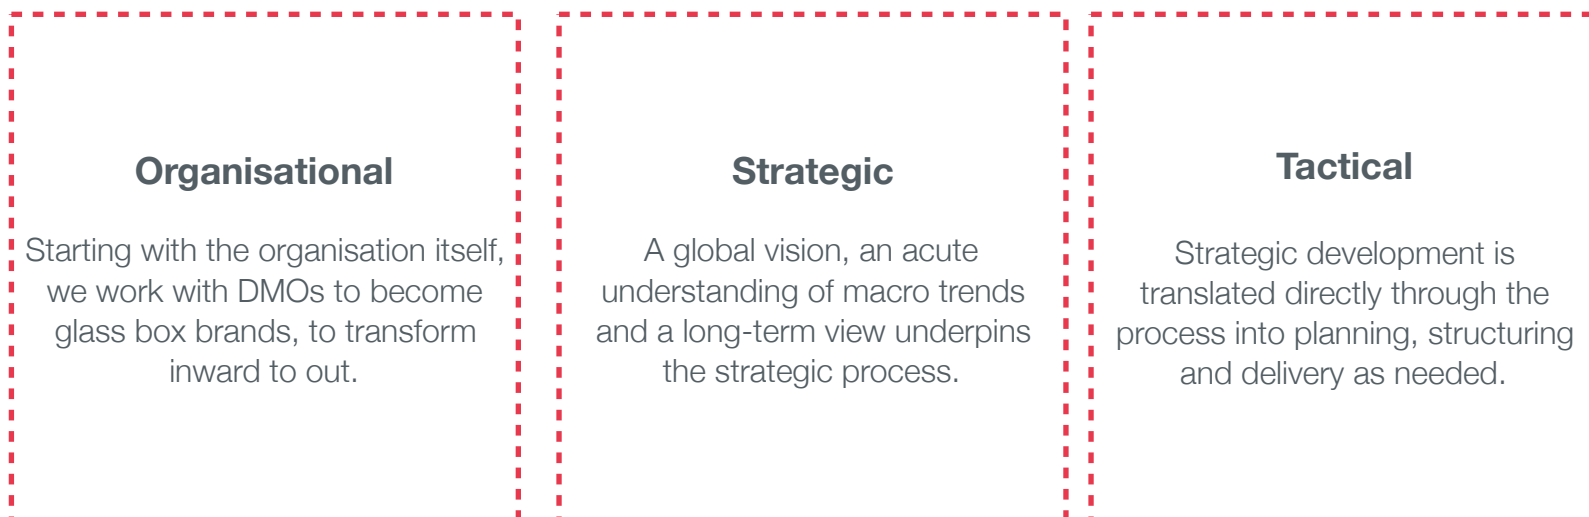 Organisational
Starting with the organisation itself,
we work with DMOs to become
glass box brands, to transform
inward to out.
Strategic
A global vision, an acute
understanding of macro trends
and a long-term view underpins
the strategic process.
Tactical
Strategic development is
translated directly through the
process into planning, structuring
and delivery as needed.